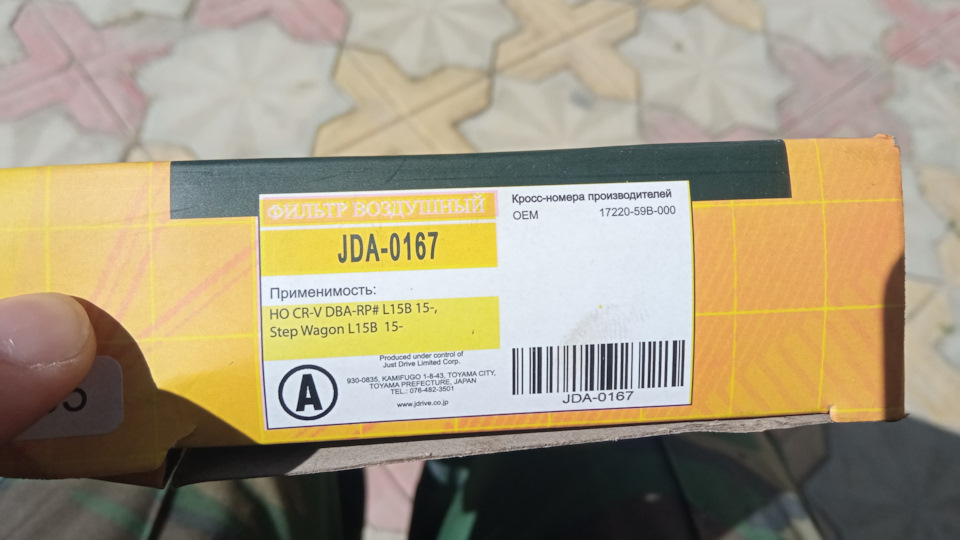 ФИЛЬТР ВОЗДУШНЫЙ
JDA-0167
Применимость:
HO CR-V DBA-RP# L15B 15-,
Step Wagon L15B 15-
A
Produced under control of
Just Drive Limited Corp.
930-0835, KAMIFUGO 1-8-43, TOYAMA CITY,
TOYAMA PREFECTURE, JAPAN
TEL.: 076-482-3501
www.jdrive.co.jp
Кросс-номера производителей
OEM 17220-59B-000
JDA-0167